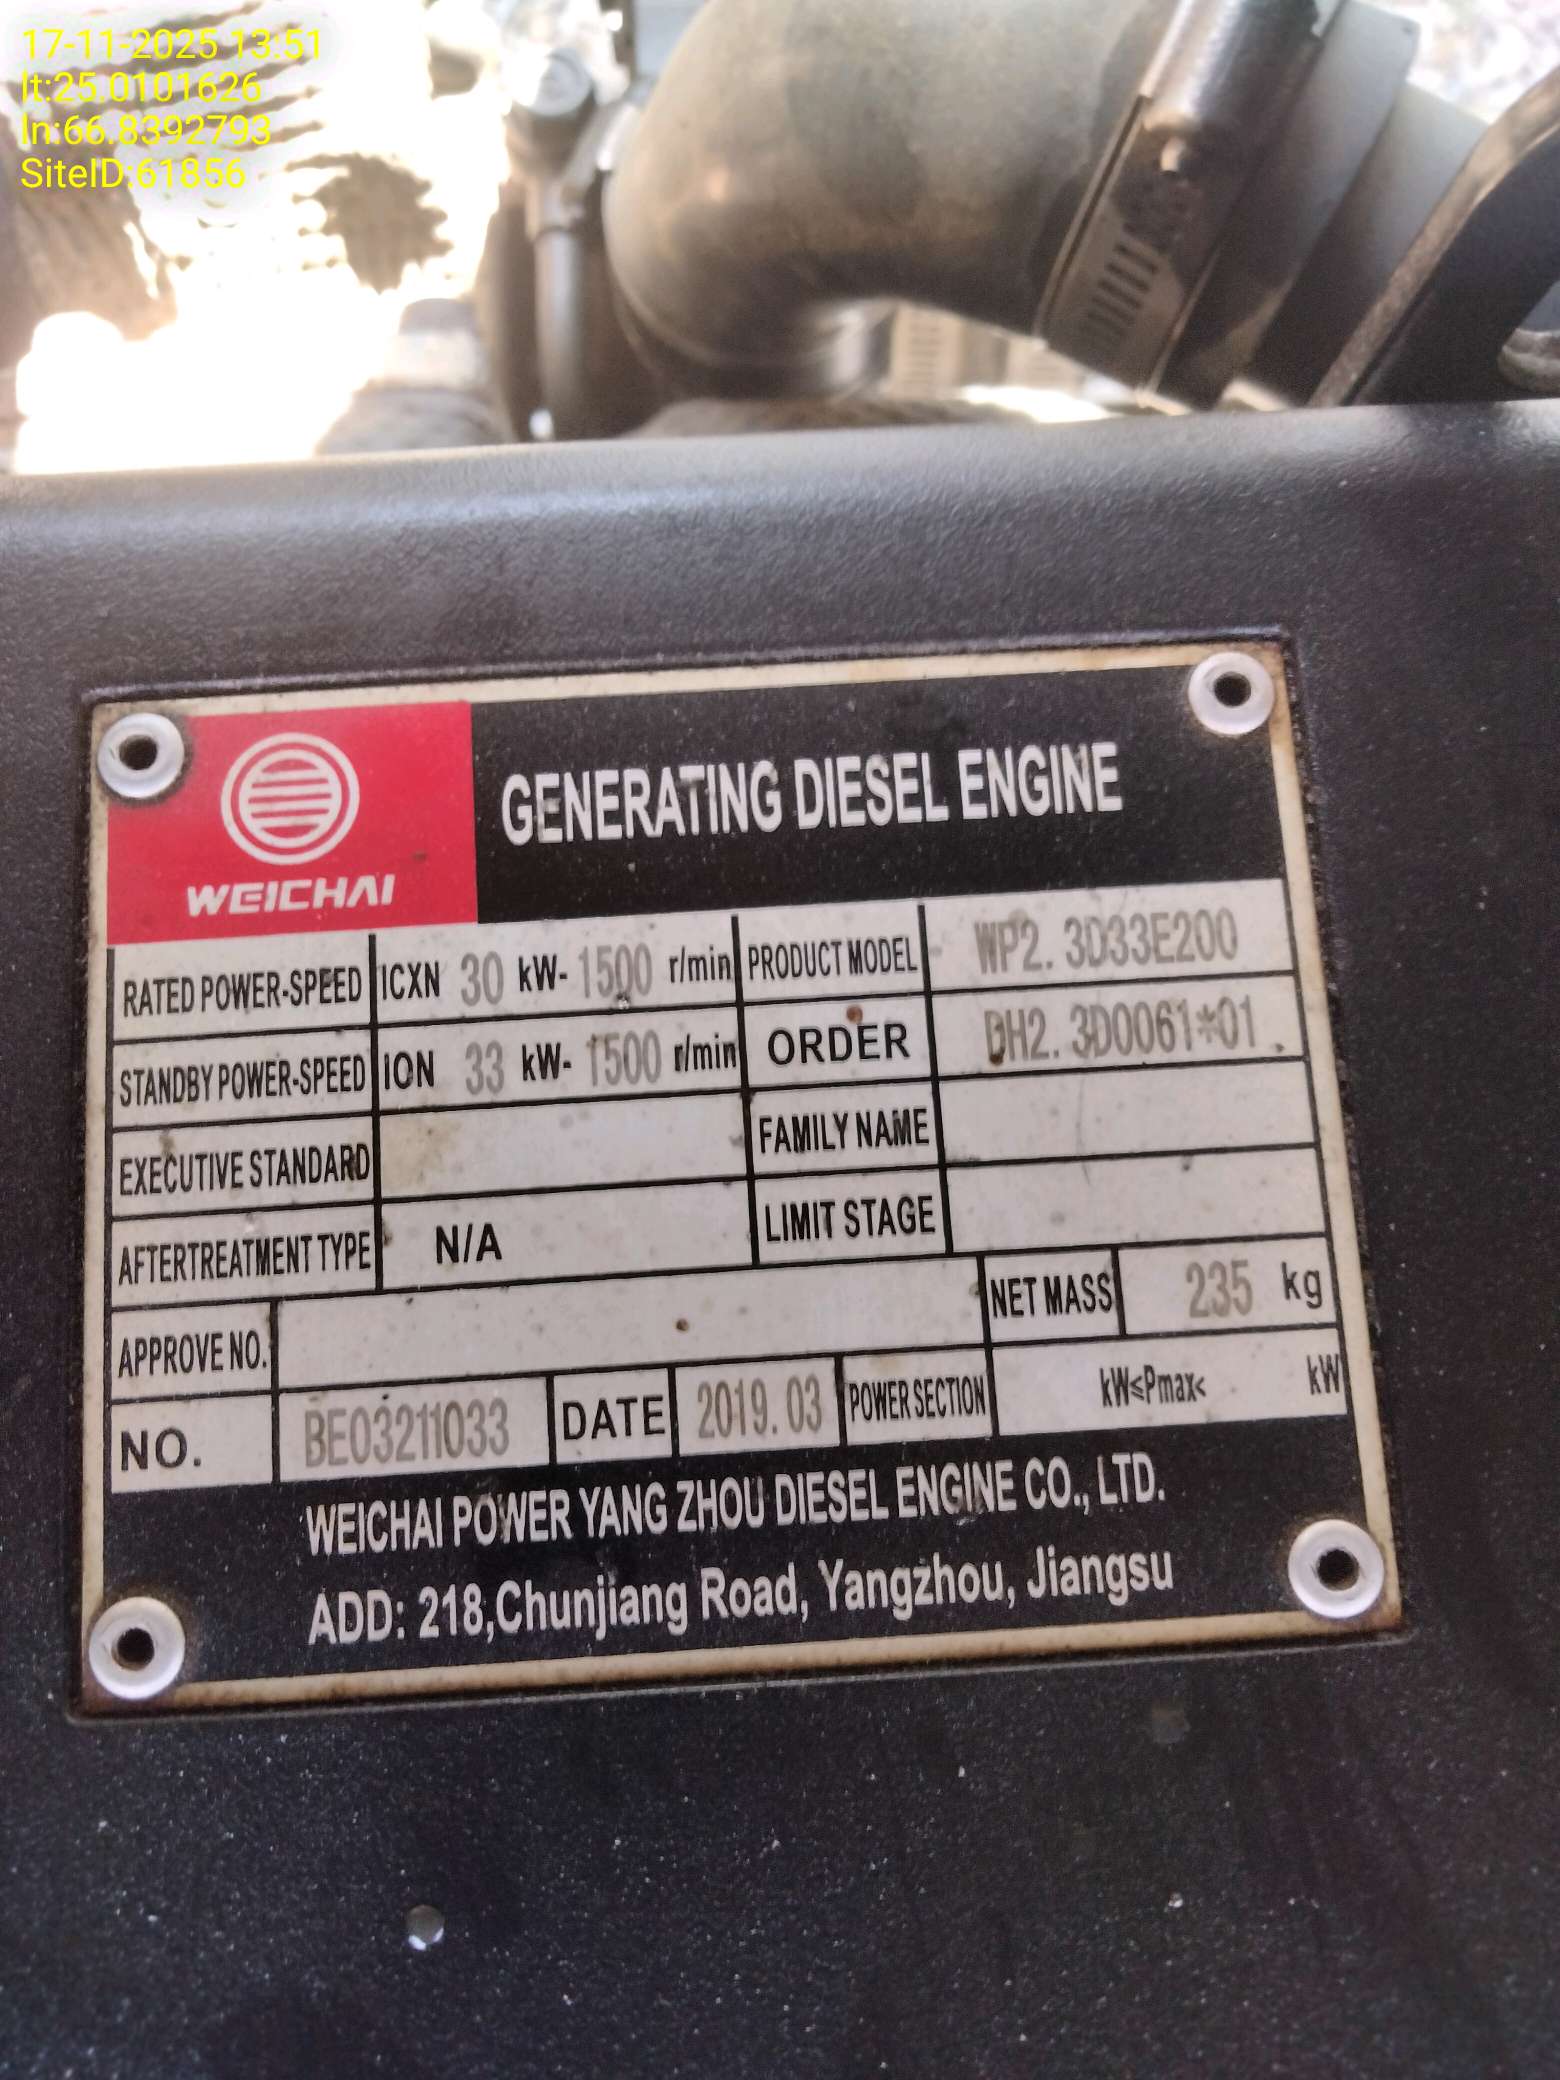 17-11-2025 13:51
lt:25.0101626
ln:66.8392793
SiteID:61856
WEICHAI
GENERATING DIESEL ENGINE
RATED POWER-SPEED ICXN 30 kW- 1500 r/min PRODUCT MODEL WP2.3D33E200
STANDBY POWER-SPEED ION 33 kW- 1500 r/min ORDER DH2.3D0061*01
EXECUTIVE STANDARD FAMILY NAME
AFTERTREATMENT TYPE N/A LIMIT STAGE
APPROVE NO. NET MASS 235 kg
NO. BE03211033 DATE 2019.03 POWER SECTION kW≤Pmax< kW
WEICHAI POWER YANG ZHOU DIESEL ENGINE CO., LTD.
ADD: 218,Chunjiang Road, Yangzhou, Jiangsu